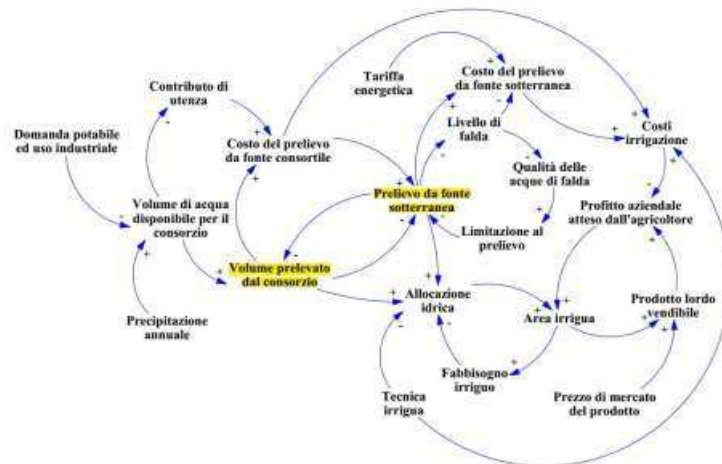 Tariffa
energetica
Costo del prelievo
da fonte sotterranea
Contributo di
utenza
Livello di
falda
Costi
irrigazione
Domanda potabile
ed uso industriale
Costo del prelievo
da fonte consortile
Qualità delle
acque di falda
Prelievo da fonte
sotterranea
Volume di acqua
disponibile per il
consorzio
Profitto aziendale
atteso dall'agricoltore
Limitazione al
prelievo
Volume prelevato
dal consorzio
Allocazione
idrica
Area irrigua
Prodotto lordo
vendibile
Precipitazione
annuale
Fabbisogno
irriguo
Tecnica
irrigua
Prezzo di mercato
del prodotto